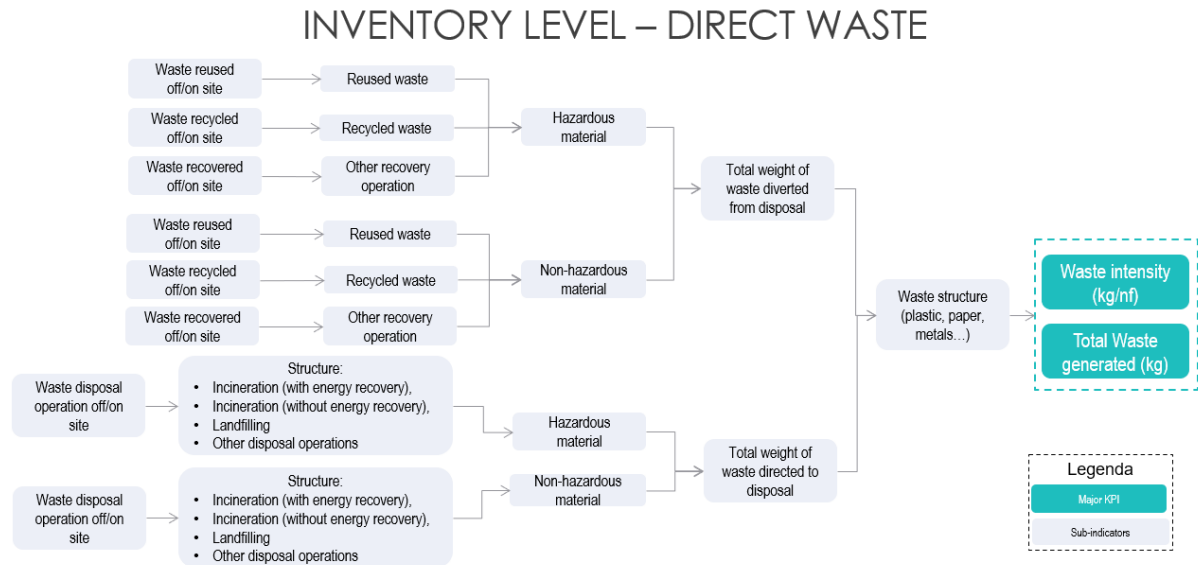 INVENTORY LEVEL – DIRECT WASTE
Waste reused
off/on site
Reused waste
Waste recycled
off/on site
Recycled waste
Waste recovered
off/on site
Other recovery
operation
Hazardous
material
Waste reused
off/on site
Reused waste
Waste recycled
off/on site
Recycled waste
Waste recovered
off/on site
Other recovery
operation
Non-hazardous
material
Total weight of
waste diverted
from disposal
Waste disposal
operation off/on
site
Structure:
• Incineration (with energy recovery),
• Incineration (without energy recovery),
• Landfilling
• Other disposal operations
Hazardous
material
Waste disposal
operation off/on
site
Structure:
• Incineration (with energy recovery),
• Incineration (without energy recovery),
• Landfilling
• Other disposal operations
Non-hazardous
material
Total weight of
waste directed to
disposal
Waste structure
(plastic, paper,
metals…)
Waste intensity
(kg/nf)
Total Waste
generated (kg)
Legenda
Major KPI
Sub-indicators